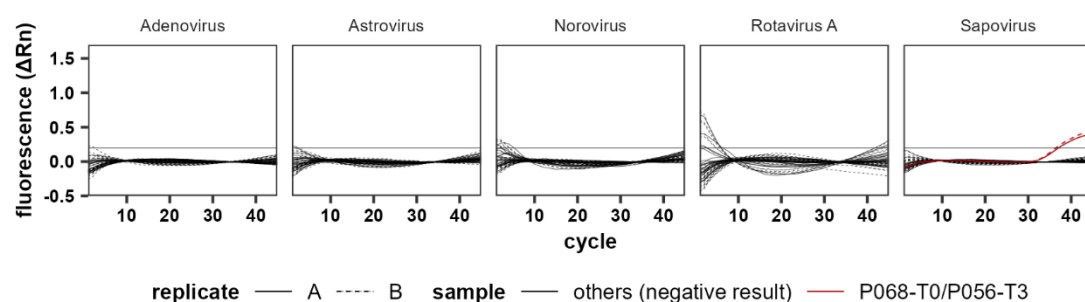 Adenovirus Astrovirus Norovirus Rotavirus A Sapovirus
fluorescence (ΔRn)
1.5
1.0
0.5
0.0
-0.5
10 20 30 40 10 20 30 40 10 20 30 40 10 20 30 40 10 20 30 40
cycle
replicate A B sample others (negative result) P068-T0/P056-T3